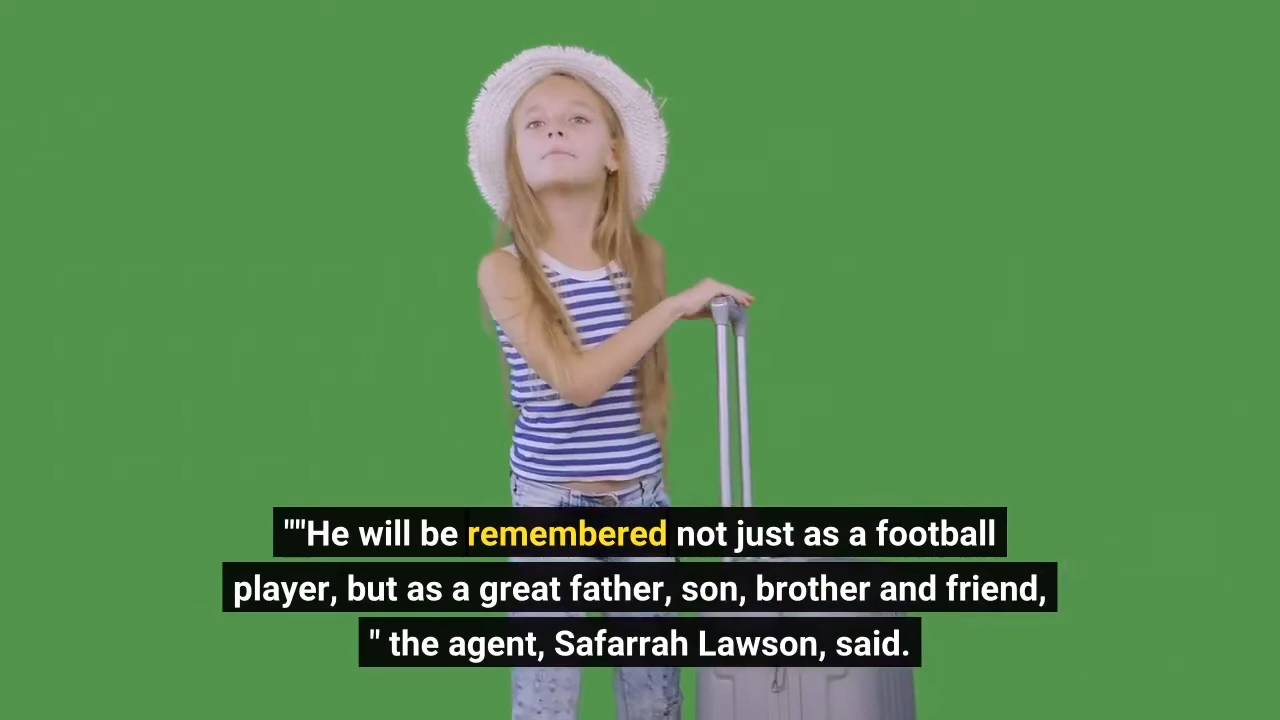 ""He will be remembered not just as a football
player, but as a great father, son, brother and friend,
" the agent, Safarrah Lawson, said.